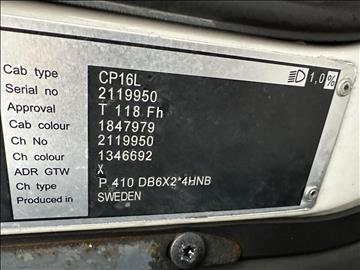 Cab type CP16L
Serial no 2119950
Approval T 118 Fh
Cab colour 1847979
Ch No 2119950
Ch colour 1346692
ADR GTW X
Ch type P 410 DB6X2*4HNB
Produced in SWEDEN
1,0%